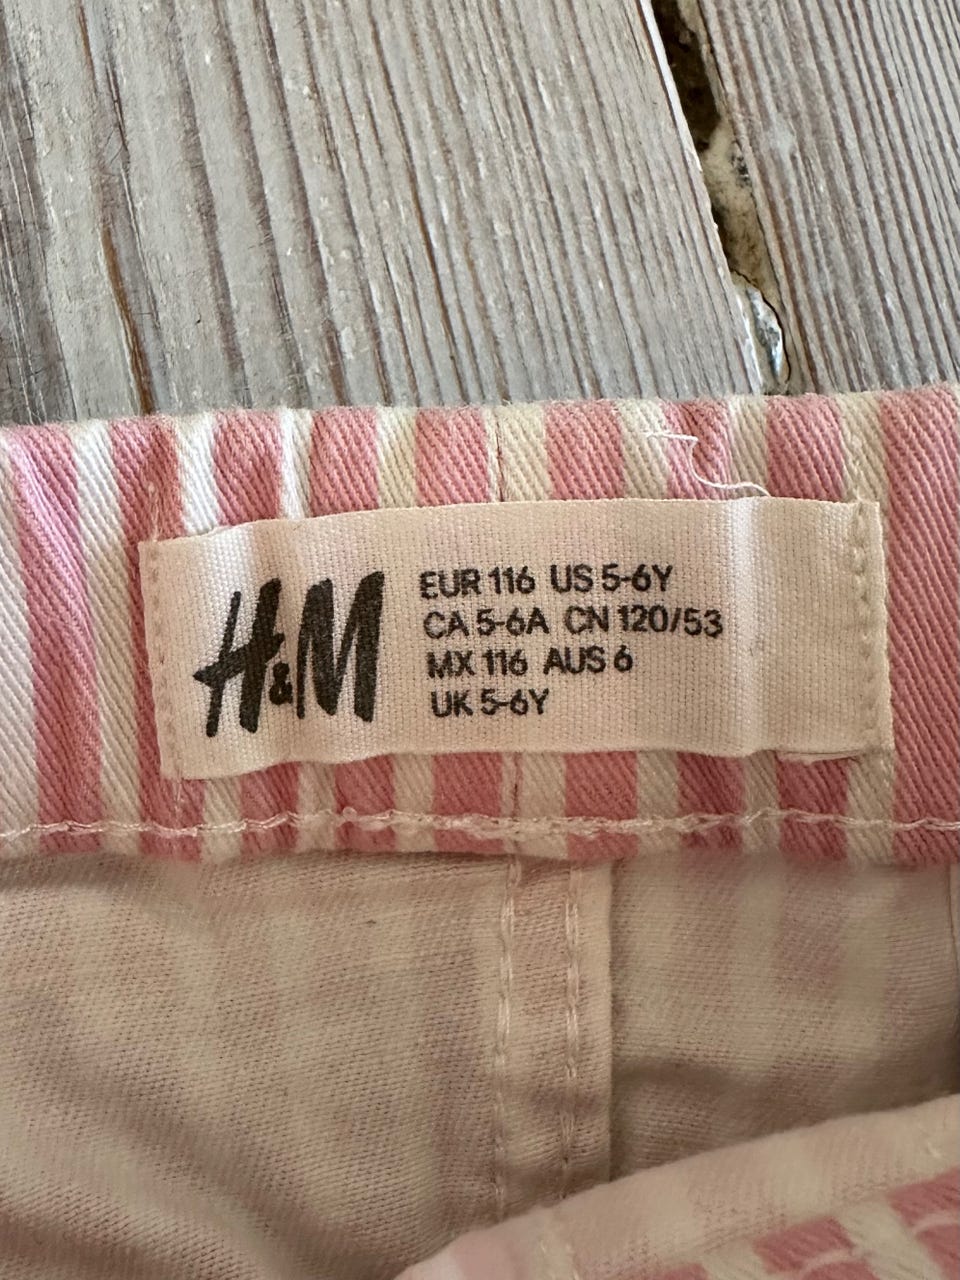 H&M
EUR 116 US 5-6Y
CA 5-6A CN 120/53
MX 116 AUS 6
UK 5-6Y